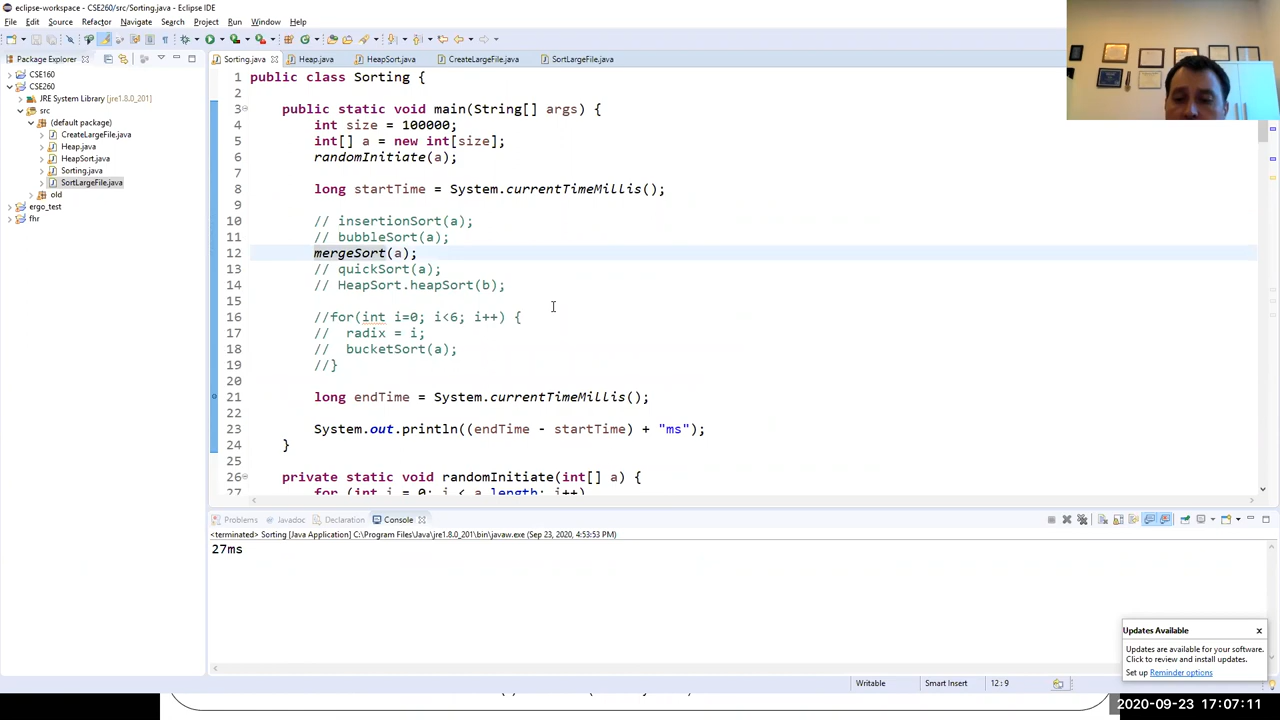 eclipse-workspace - CSE260/src/Sorting.java - Eclipse IDE
File Edit Source Refactor Navigate Search Project Run Window Help
Package Explorer
Sorting.java Heap.java HeapSort.java CreateLargeFile.java SortLargeFile.java
CSE160
CSE260
JRE System Library [jre1.8.0_201]
src
(default package)
CreateLargeFile.java
Heap.java
HeapSort.java
Sorting.java
SortLargeFile.java
old
ergo_test
fhr
1 public class Sorting {
2
3 public static void main(String[] args) {
4 int size = 100000;
5 int[] a = new int[size];
6 randomInitiate(a);
7
8 long startTime = System.currentTimeMillis();
9
10 // insertionSort(a);
11 // bubbleSort(a);
12 mergeSort(a);
13 // quickSort(a);
14 // HeapSort.heapSort(b);
15
16 //for(int i=0; i<6; i++) {
17 // radix = i;
18 // bucketSort(a);
19 //}
20
21 long endTime = System.currentTimeMillis();
22
23 System.out.println((endTime - startTime) + "ms");
24 }
25
26 private static void randomInitiate(int[] a) {
27 for (int i = 0; i < a.length; i++)
Problems Javadoc Declaration Console
<terminated> Sorting [Java Application] C:\Program Files\Java\jre1.8.0_201\bin\javaw.exe (Sep 23, 2020, 4:53:53 PM)
27ms
Updates Available
Updates are available for your software.
Click to review and install updates.
Set up Reminder options
Writable Smart Insert 12 : 9
2020-09-23 17:07:11